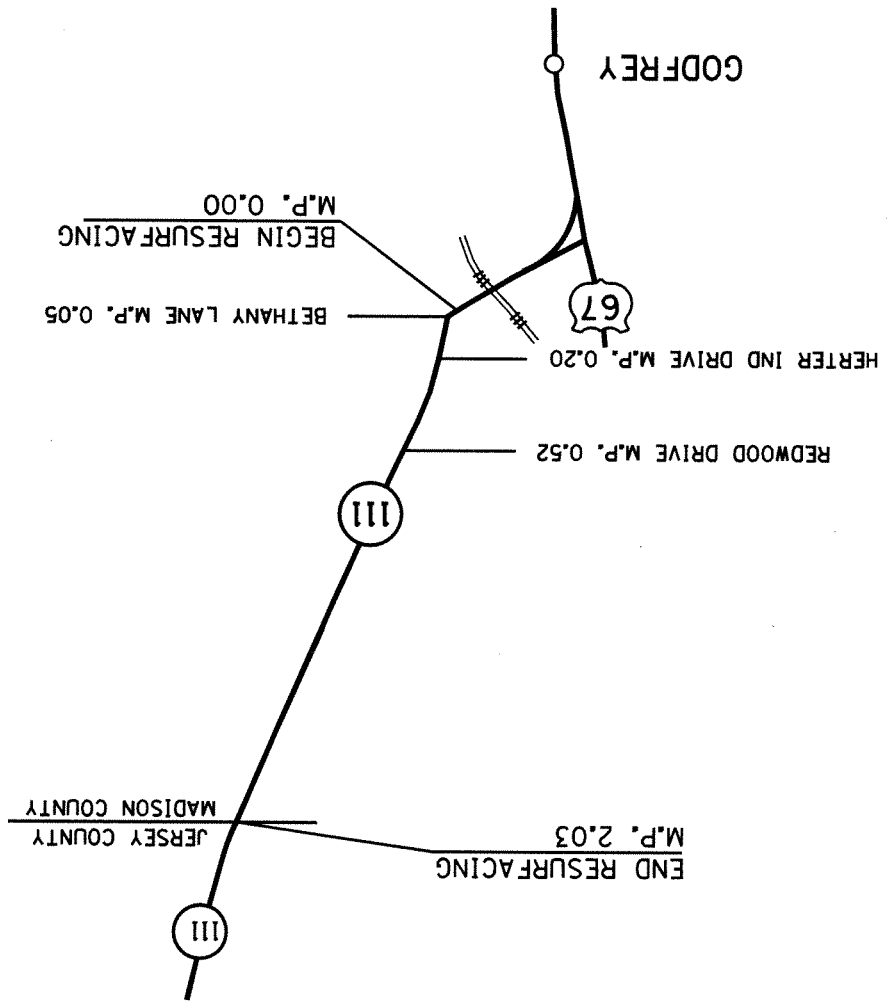 111
END RESURFACING
M.P. 2.03
JERSEY COUNTY
MADISON COUNTY
111
REDWOOD DRIVE M.P. 0.52
HERTER IND DRIVE M.P. 0.20
BETHANY LANE M.P. 0.05
67
BEGIN RESURFACING
M.P. 0.00
GODFREY